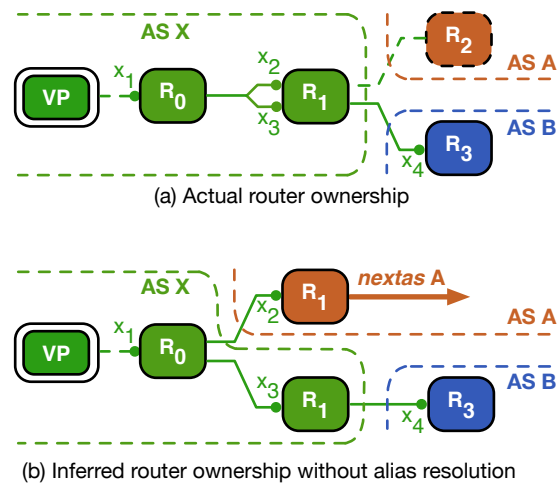 AS X
R2
AS A
x1
x2
VP
R0
R1
x3
AS B
R3
x4
(a) Actual router ownership
AS X
R1
nextas A
x1
x2
AS A
VP
R0
AS B
x3
R1
R3
x4
(b) Inferred router ownership without alias resolution